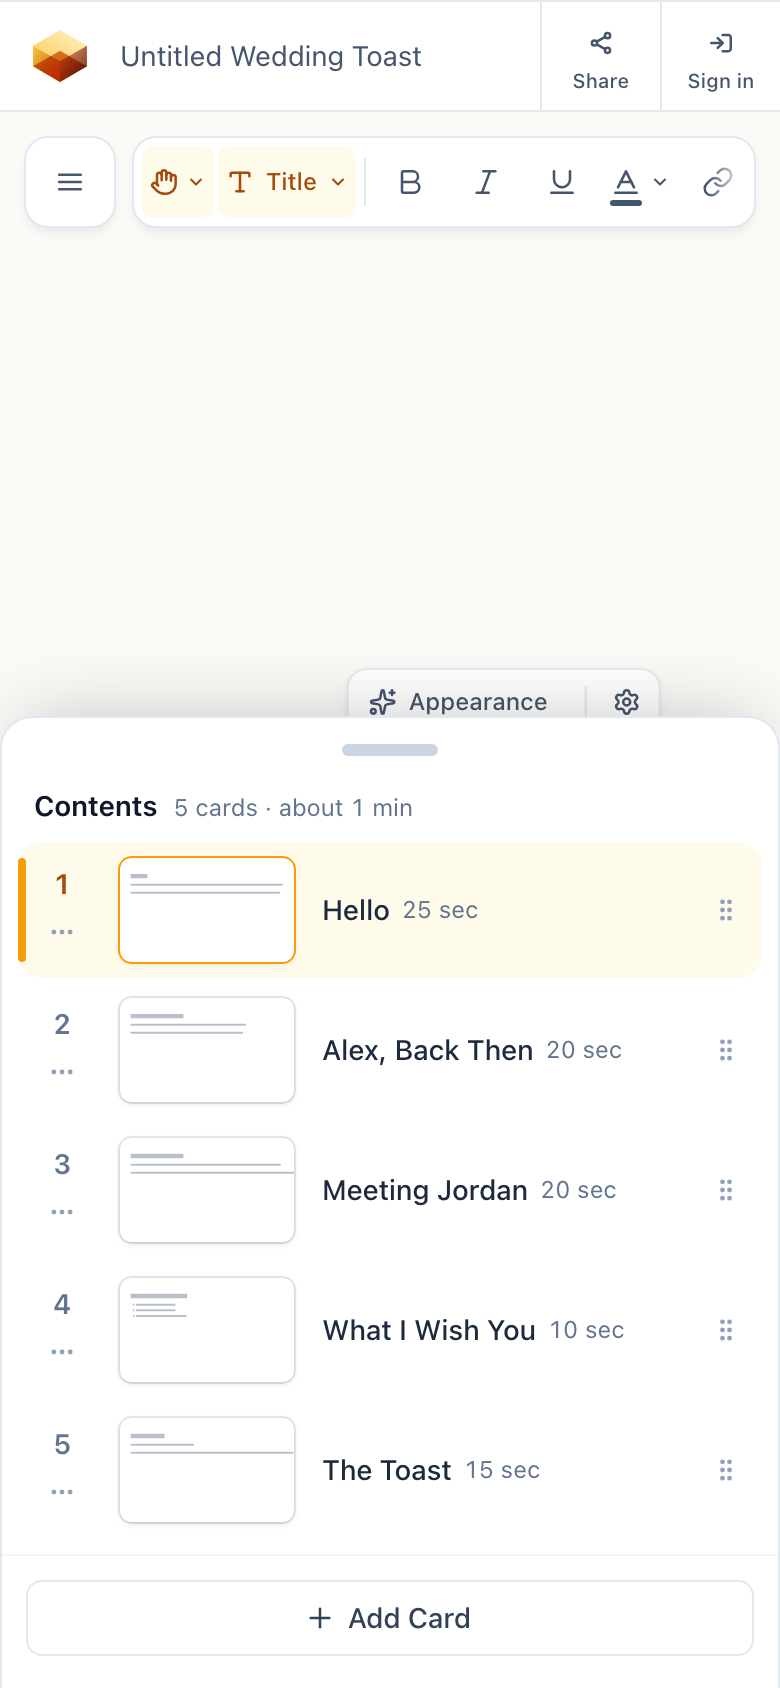 Untitled Wedding Toast
Share
Sign in
Title
Appearance
Contents 5 cards · about 1 min
1
Hello 25 sec
2
Alex, Back Then 20 sec
3
Meeting Jordan 20 sec
4
What I Wish You 10 sec
5
The Toast 15 sec
Add Card